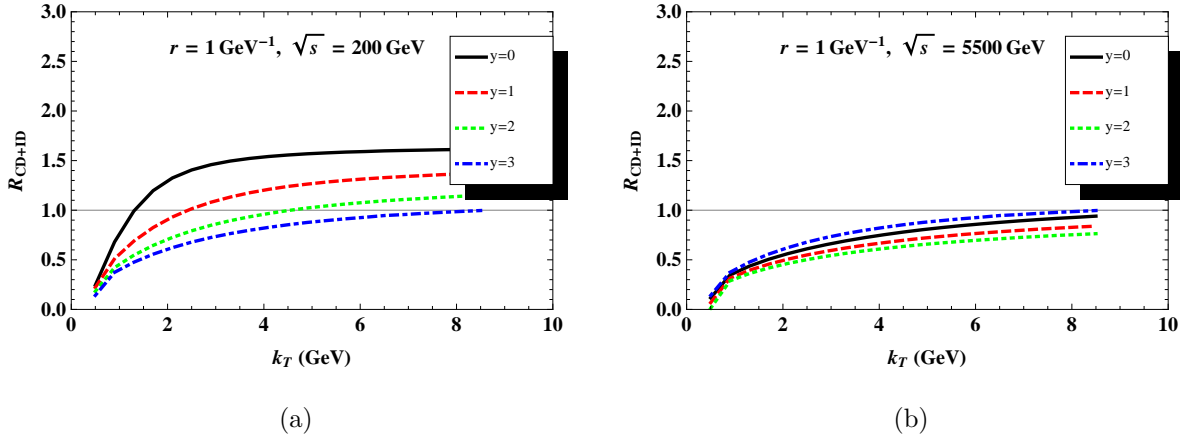 r = 1 GeV⁻¹, √s = 200 GeV
y=0
y=1
y=2
y=3
R_CD+ID
3.0
2.5
2.0
1.5
1.0
0.5
0.0
0 2 4 6 8 10
k_T (GeV)
(a)
r = 1 GeV⁻¹, √s = 5500 GeV
y=0
y=1
y=2
y=3
R_CD+ID
3.0
2.5
2.0
1.5
1.0
0.5
0.0
0 2 4 6 8 10
k_T (GeV)
(b)